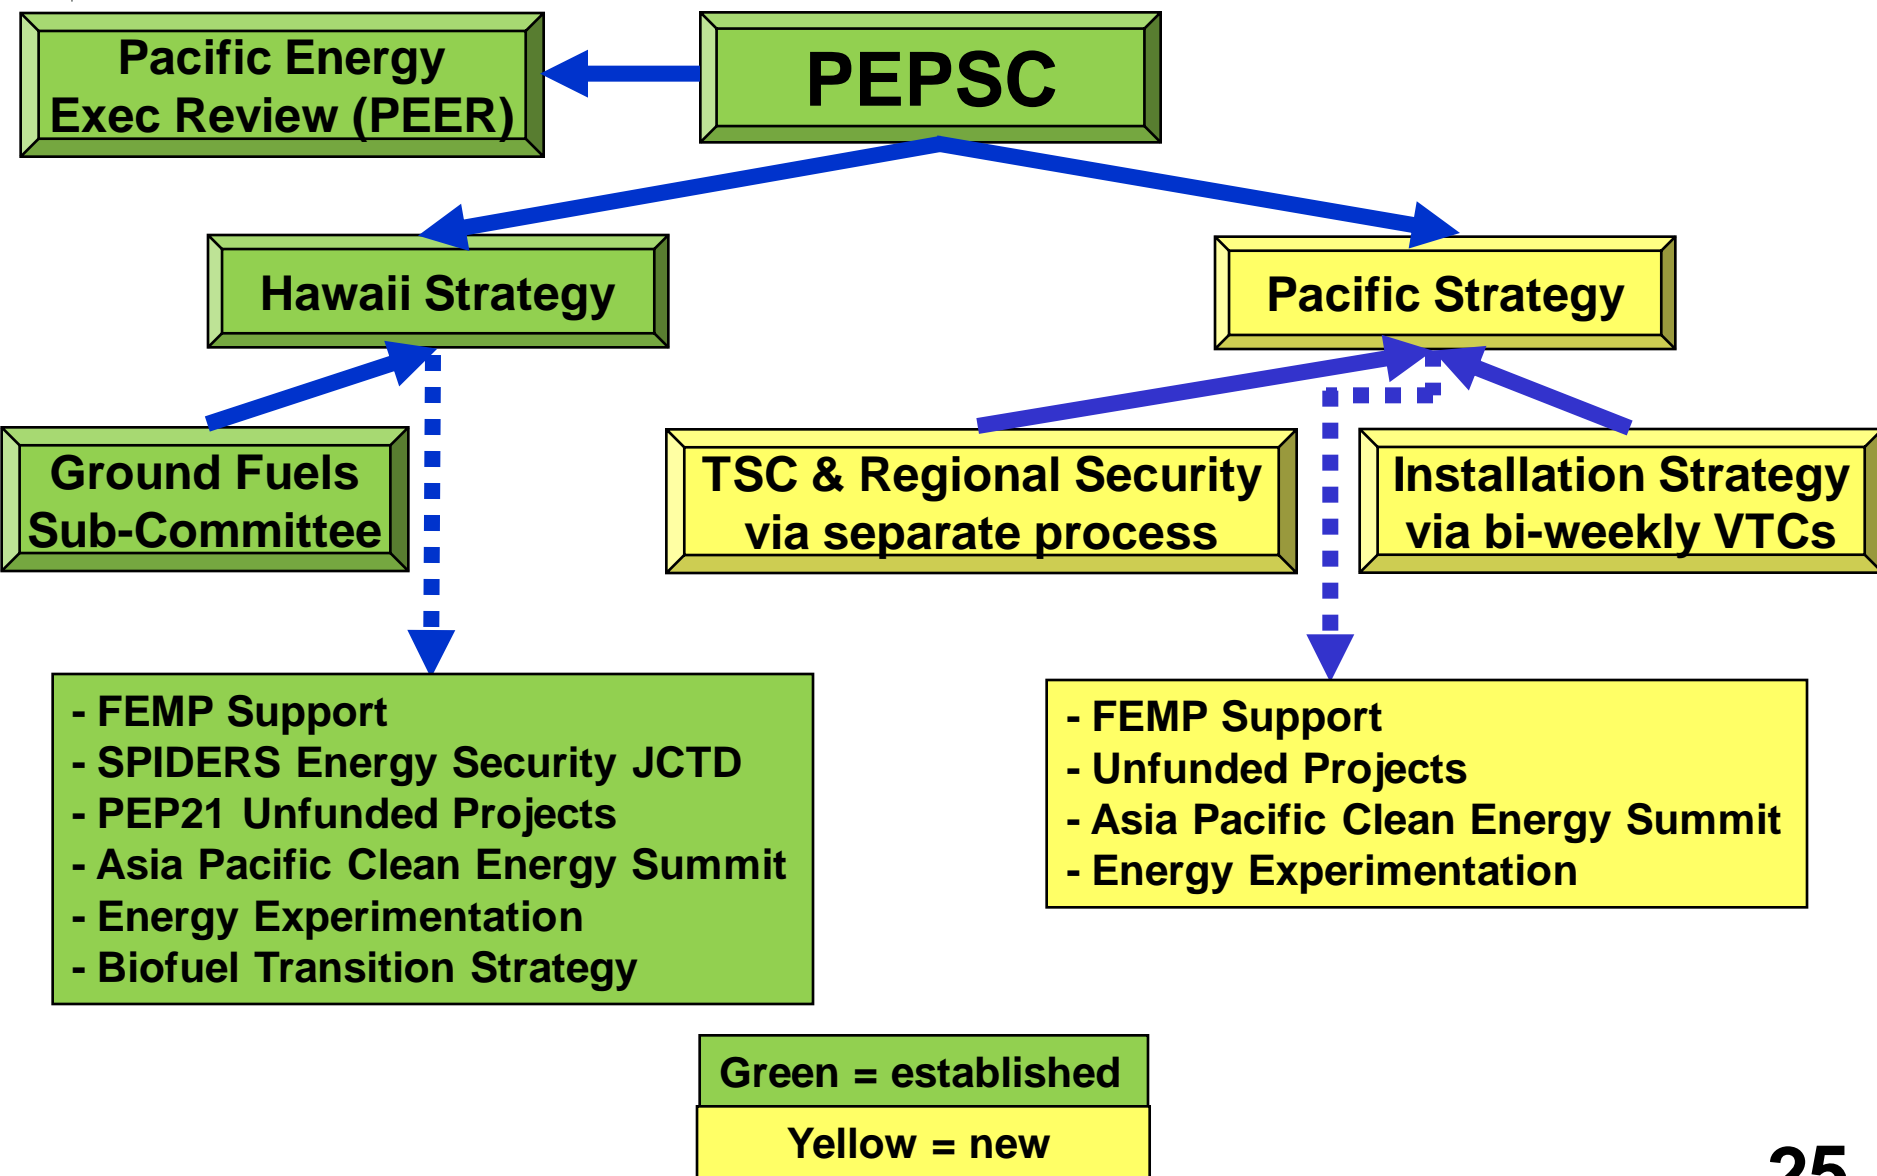 Pacific Energy
Exec Review (PEER)
PEPSC
Hawaii Strategy
Pacific Strategy
Ground Fuels
Sub-Committee
TSC & Regional Security
via separate process
Installation Strategy
via bi-weekly VTCs
- FEMP Support
- SPIDERS Energy Security JCTD
- PEP21 Unfunded Projects
- Asia Pacific Clean Energy Summit
- Energy Experimentation
- Biofuel Transition Strategy
- FEMP Support
- Unfunded Projects
- Asia Pacific Clean Energy Summit
- Energy Experimentation
Green = established
Yellow = new
25